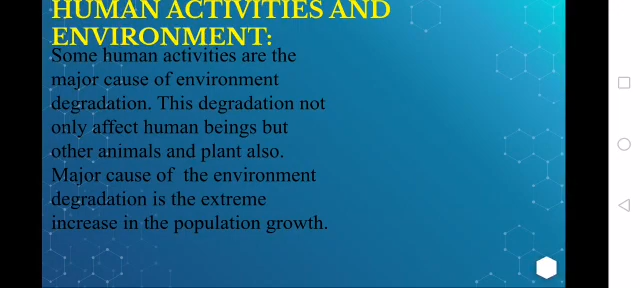 HUMAN ACTIVITIES AND
ENVIRONMENT:
Some human activities are the
major cause of environment
degradation. This degradation not
only affect human beings but
other animals and plant also.
Major cause of the environment
degradation is the extreme
increase in the population growth.